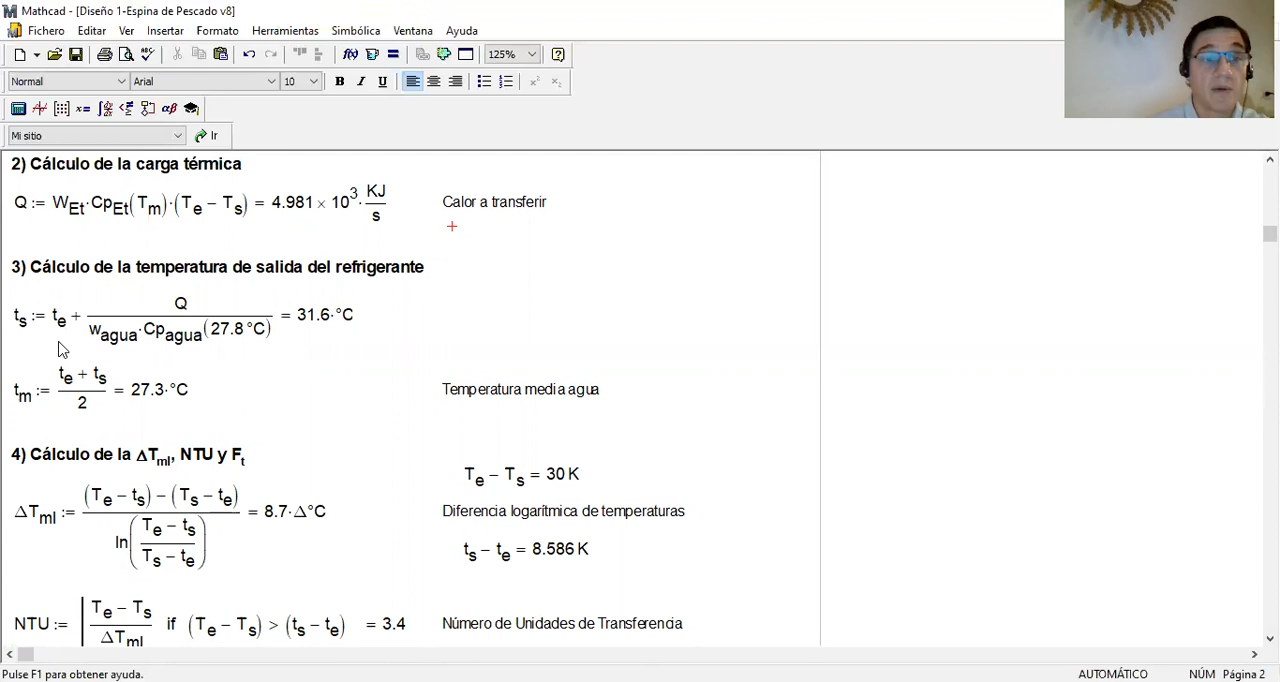 Mathcad - [Diseño 1-Espina de Pescado v8]
Fichero Editar Ver Insertar Formato Herramientas Simbólica Ventana Ayuda
125%
Normal Arial 10 B I U
Mi sitio Ir
2) Cálculo de la carga térmica
Q := W_Et·Cp_Et(T_m)·(T_e − T_s) = 4.981 × 10^3·KJ/s Calor a transferir
3) Cálculo de la temperatura de salida del refrigerante
t_s := t_e + Q/(w_agua·Cp_agua(27.8 °C)) = 31.6·°C
t_m := (t_e + t_s)/2 = 27.3·°C Temperatura media agua
4) Cálculo de la ΔT_ml, NTU y F_t
T_e − T_s = 30 K
ΔT_ml := ((T_e − t_s) − (T_s − t_e))/ln((T_e − t_s)/(T_s − t_e)) = 8.7·Δ°C Diferencia logarítmica de temperaturas
t_s − t_e = 8.586 K
NTU := | (T_e − T_s)/ΔT_ml if (T_e − T_s) > (t_s − t_e) = 3.4 Número de Unidades de Transferencia
Pulse F1 para obtener ayuda. AUTOMÁTICO NÚM Página 2